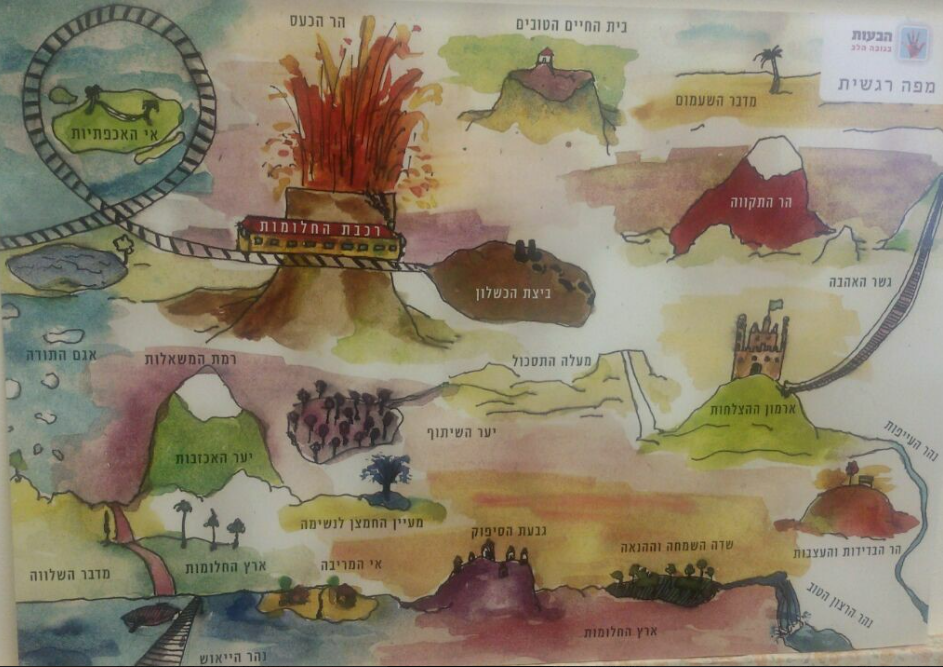 הבעות
בגובה הלב
מפה רגשית
הר הכעס
בית החיים הטובים
מדבר השעמום
אי האכפתיות
הר התקווה
רכבת החלומות
ביצת הכשלון
גשר האהבה
אגם התודה
רמת המשאלות
מעלה התסכול
ארמון ההצלחות
יער השיתוף
נהר העייפות
יער האכזבות
מעיין החמצן לנשימה
גבעת הסיפוק
שדה השמחה וההנאה
הר הבדידות והעצבות
מדבר השלווה
ארץ החלומות
אי המריבה
נהר הרצון הטוב
ארץ החלומות
נהר הייאוש